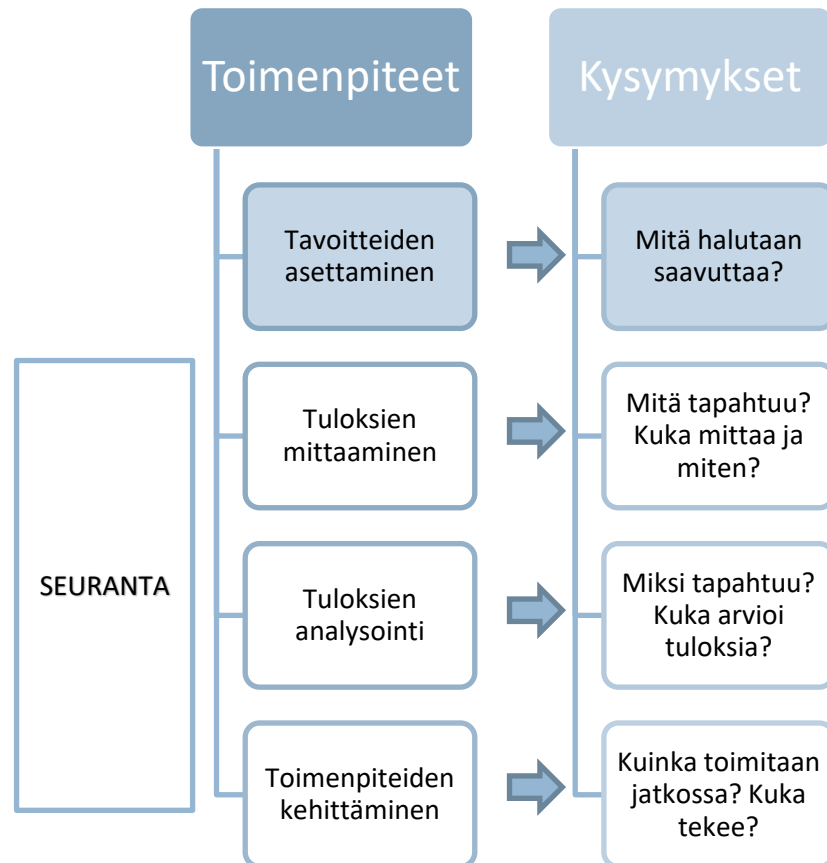 Toimenpiteet
Kysymykset
Tavoitteiden
asettaminen
Mitä halutaan
saavuttaa?
SEURANTA
Tuloksien
mittaaminen
Mitä tapahtuu?
Kuka mittaa ja
miten?
Tuloksien
analysointi
Miksi tapahtuu?
Kuka arvioi
tuloksia?
Toimenpiteiden
kehittäminen
Kuinka toimitaan
jatkossa? Kuka
tekee?